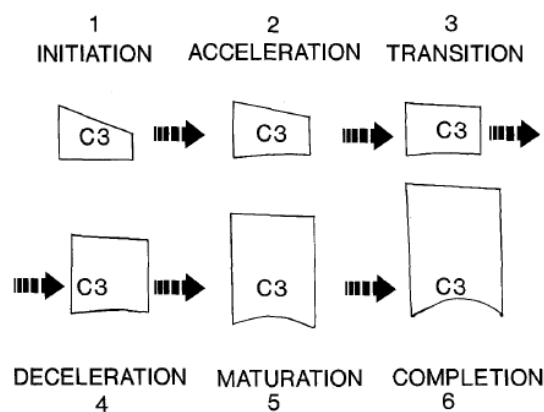 1 2 3
INITIATION ACCELERATION TRANSITION
C3 C3 C3
C3 C3 C3
DECELERATION MATURATION COMPLETION
4 5 6